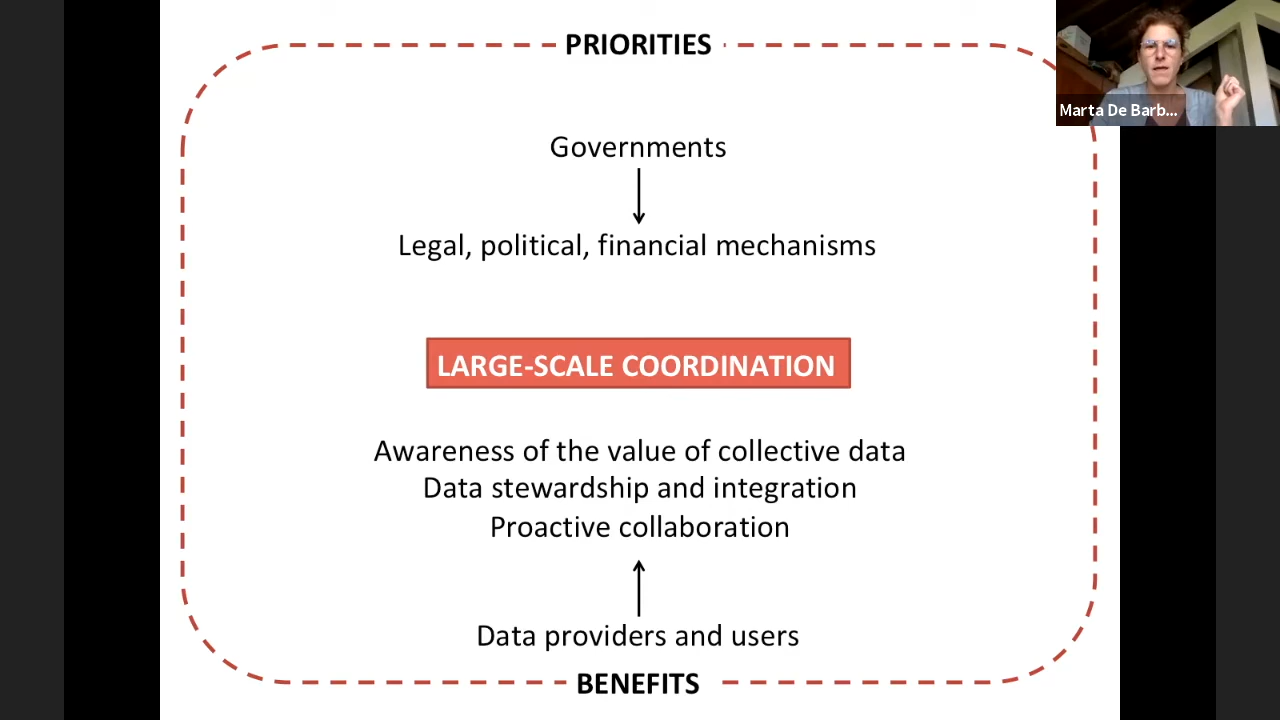 PRIORITIES
Marta De Barb...
Governments
Legal, political, financial mechanisms
LARGE-SCALE COORDINATION
Awareness of the value of collective data
Data stewardship and integration
Proactive collaboration
Data providers and users
BENEFITS